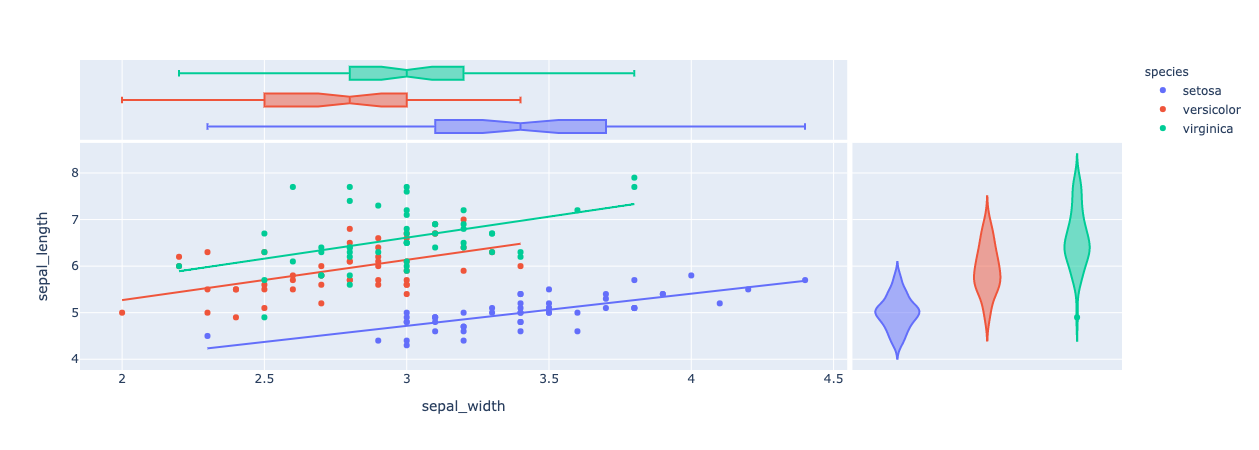 species
setosa
versicolor
virginica
8
7
6
5
4
sepal_length
2
2.5
3
3.5
4
4.5
sepal_width